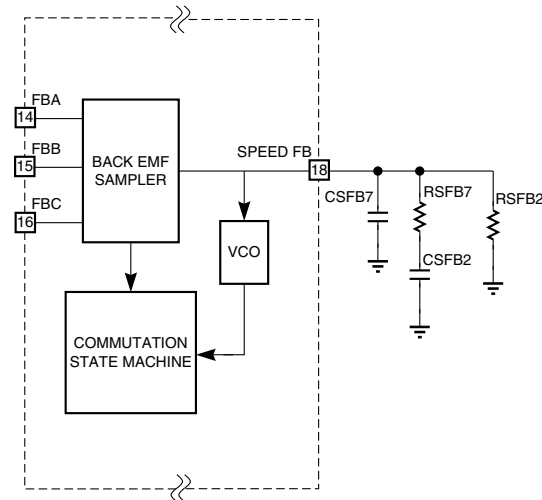 FBA
14
FBB
15
FBC
16
BACK EMF
SAMPLER
SPEED FB
18
VCO
COMMUTATION
STATE MACHINE
CSFB7
RSFB7
CSFB2
RSFB2